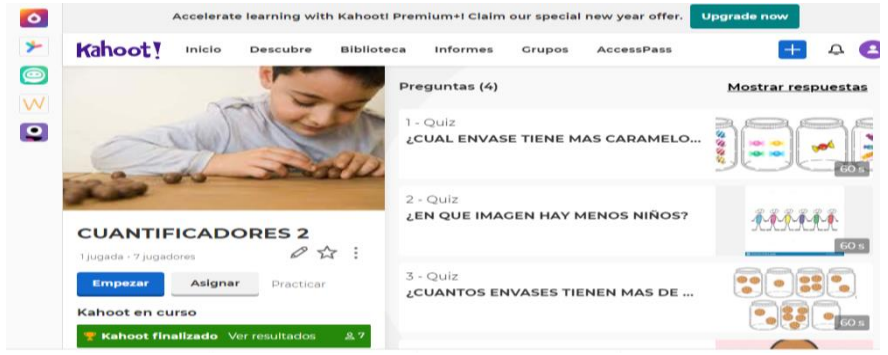 Accelerate learning with Kahoot! Premium+! Claim our special new year offer.
Upgrade now
Kahoot!
Inicio
Descubre
Biblioteca
Informes
Grupos
AccessPass
Preguntas (4)
Mostrar respuestas
1 - Quiz
¿CUAL ENVASE TIENE MAS CARAMELO...
60 s
2 - Quiz
¿EN QUE IMAGEN HAY MENOS NIÑOS?
60 s
3 - Quiz
¿CUANTOS ENVASES TIENEN MAS DE ...
60 s
CUANTIFICADORES 2
1 jugada · 7 jugadores
Empezar
Asignar
Practicar
Kahoot en curso
Kahoot finalizado
Ver resultados
7